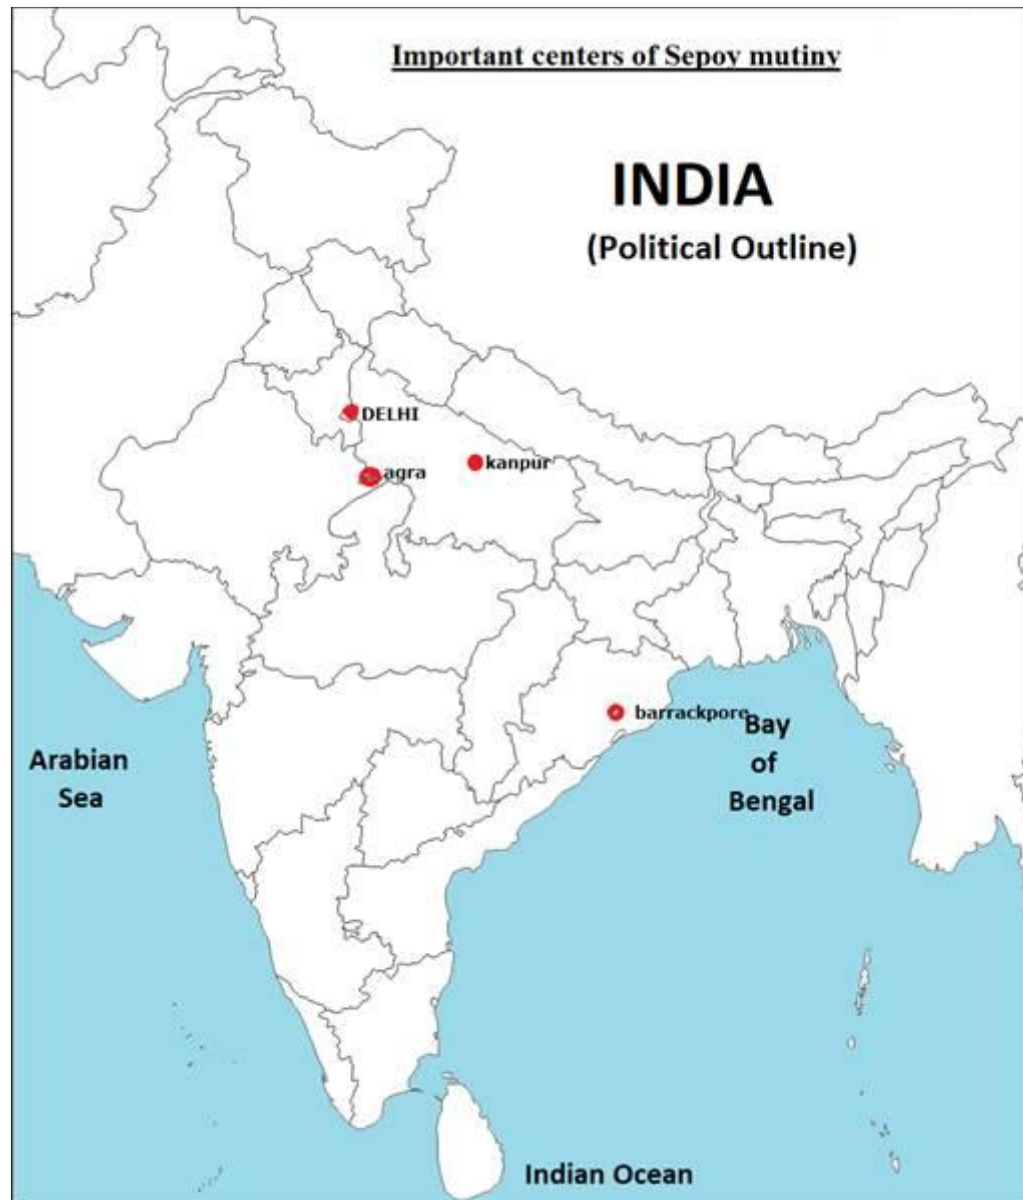 Important centers of Sepoy mutiny
INDIA
(Political Outline)
DELHI
agra
kanpur
barrackpore
Bay
of
Bengal
Arabian
Sea
Indian Ocean